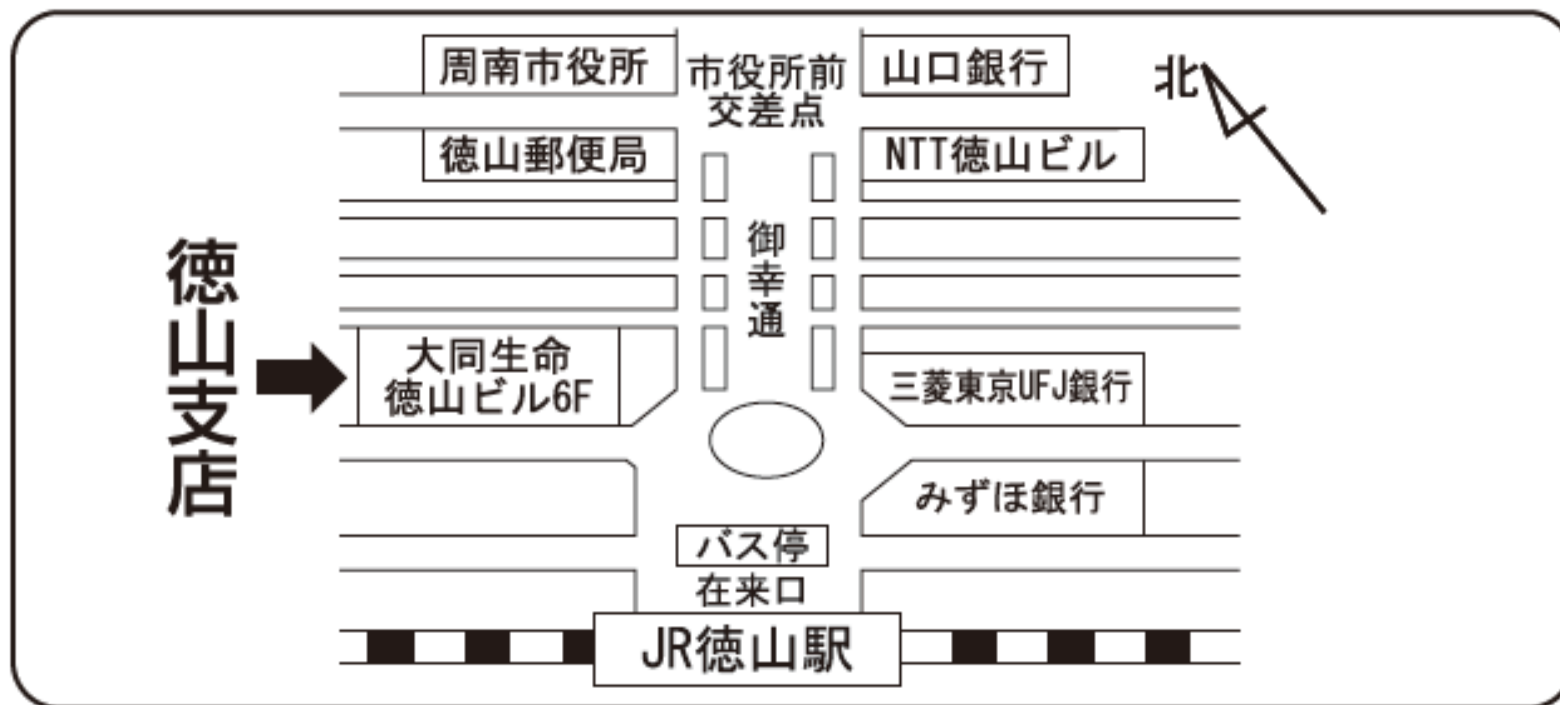 周南市役所
市役所前
交差点
山口銀行
北
徳山郵便局
NTT徳山ビル
御幸通
徳山支店
大同生命
徳山ビル6F
三菱東京UFJ銀行
みずほ銀行
バス停
在来口
JR徳山駅